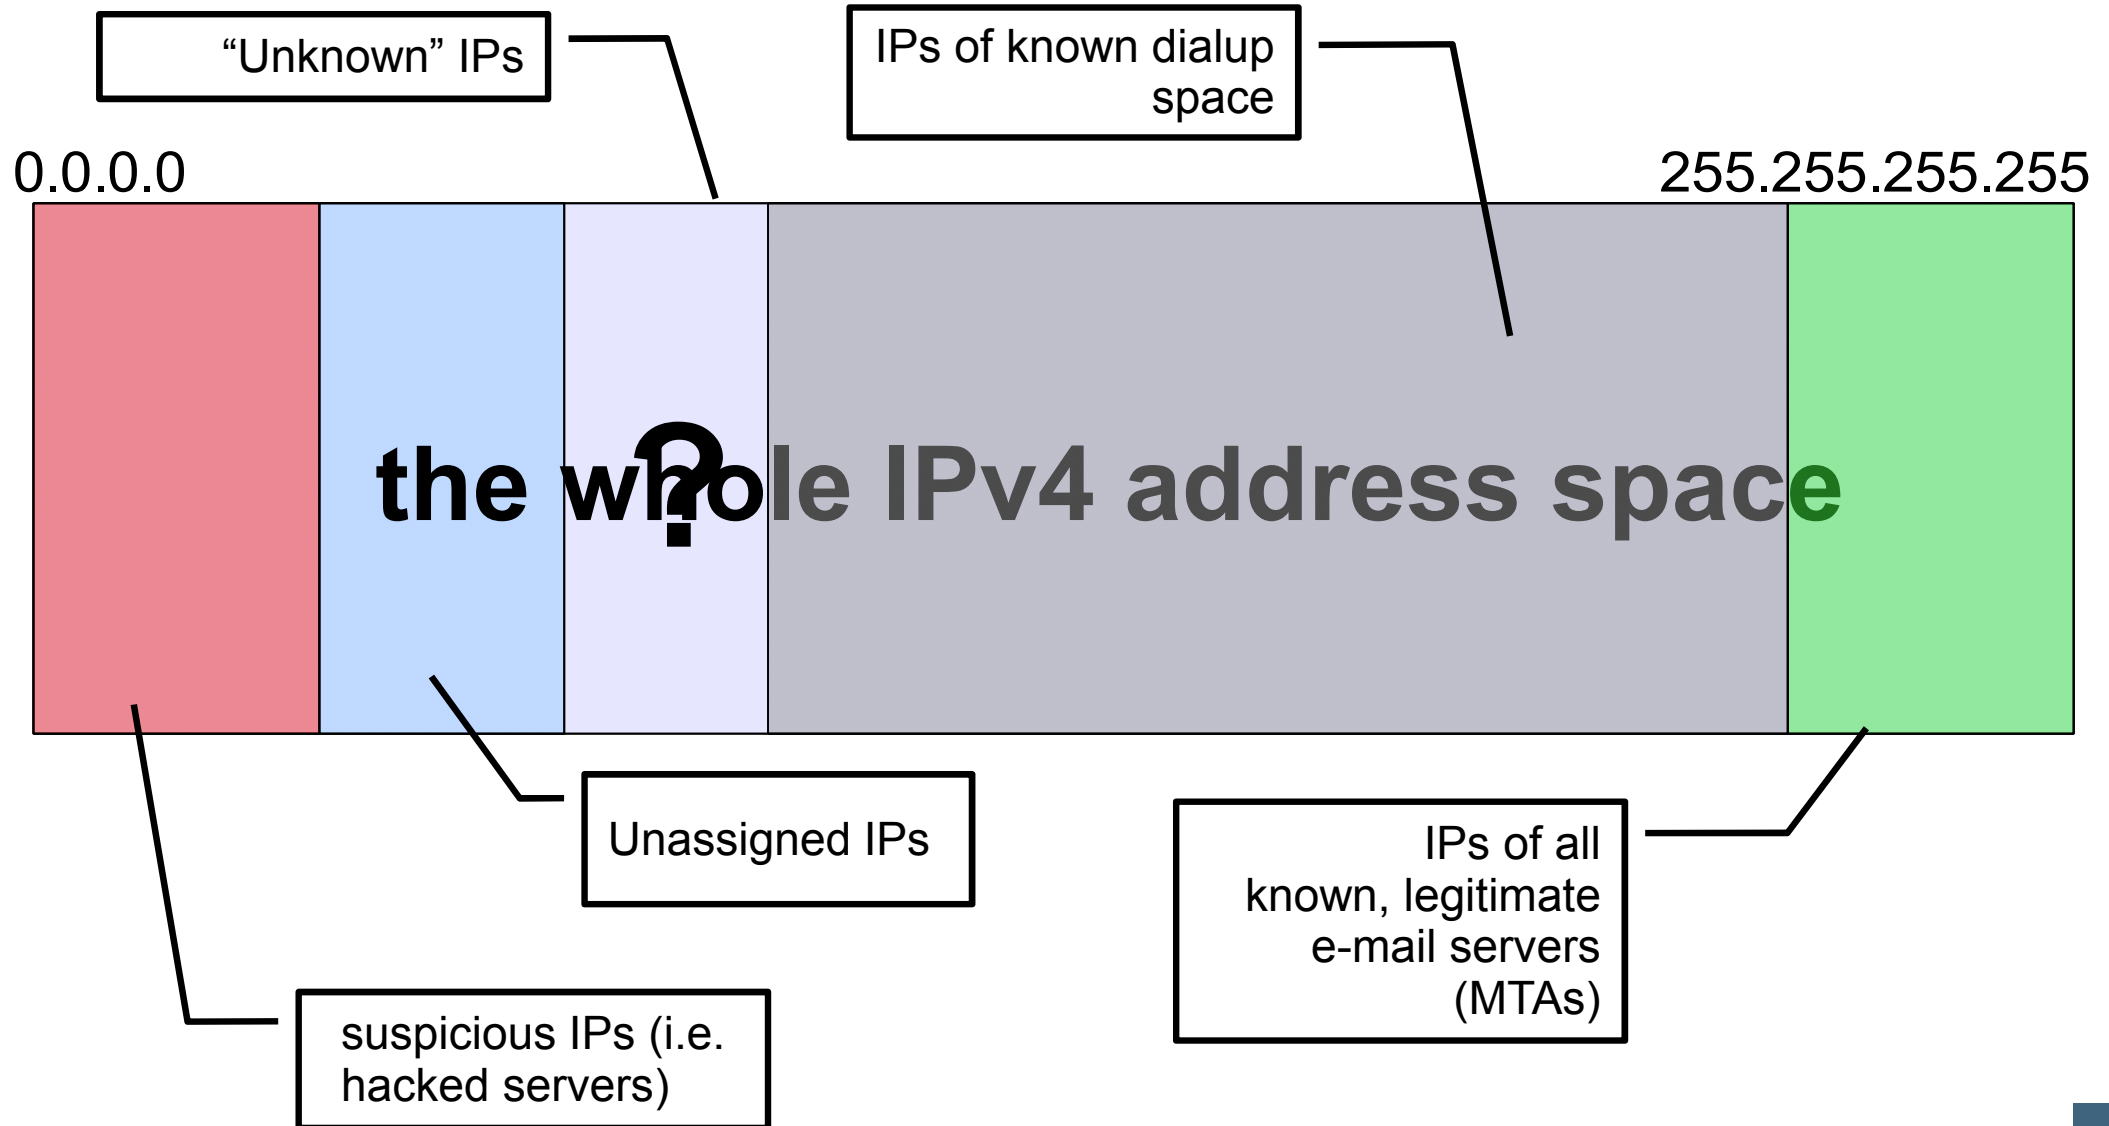 “Unknown” IPs
IPs of known dialup
space
0.0.0.0
255.255.255.255
the whole IPv4 address space
?
Unassigned IPs
IPs of all
known, legitimate
e-mail servers
(MTAs)
suspicious IPs (i.e.
hacked servers)